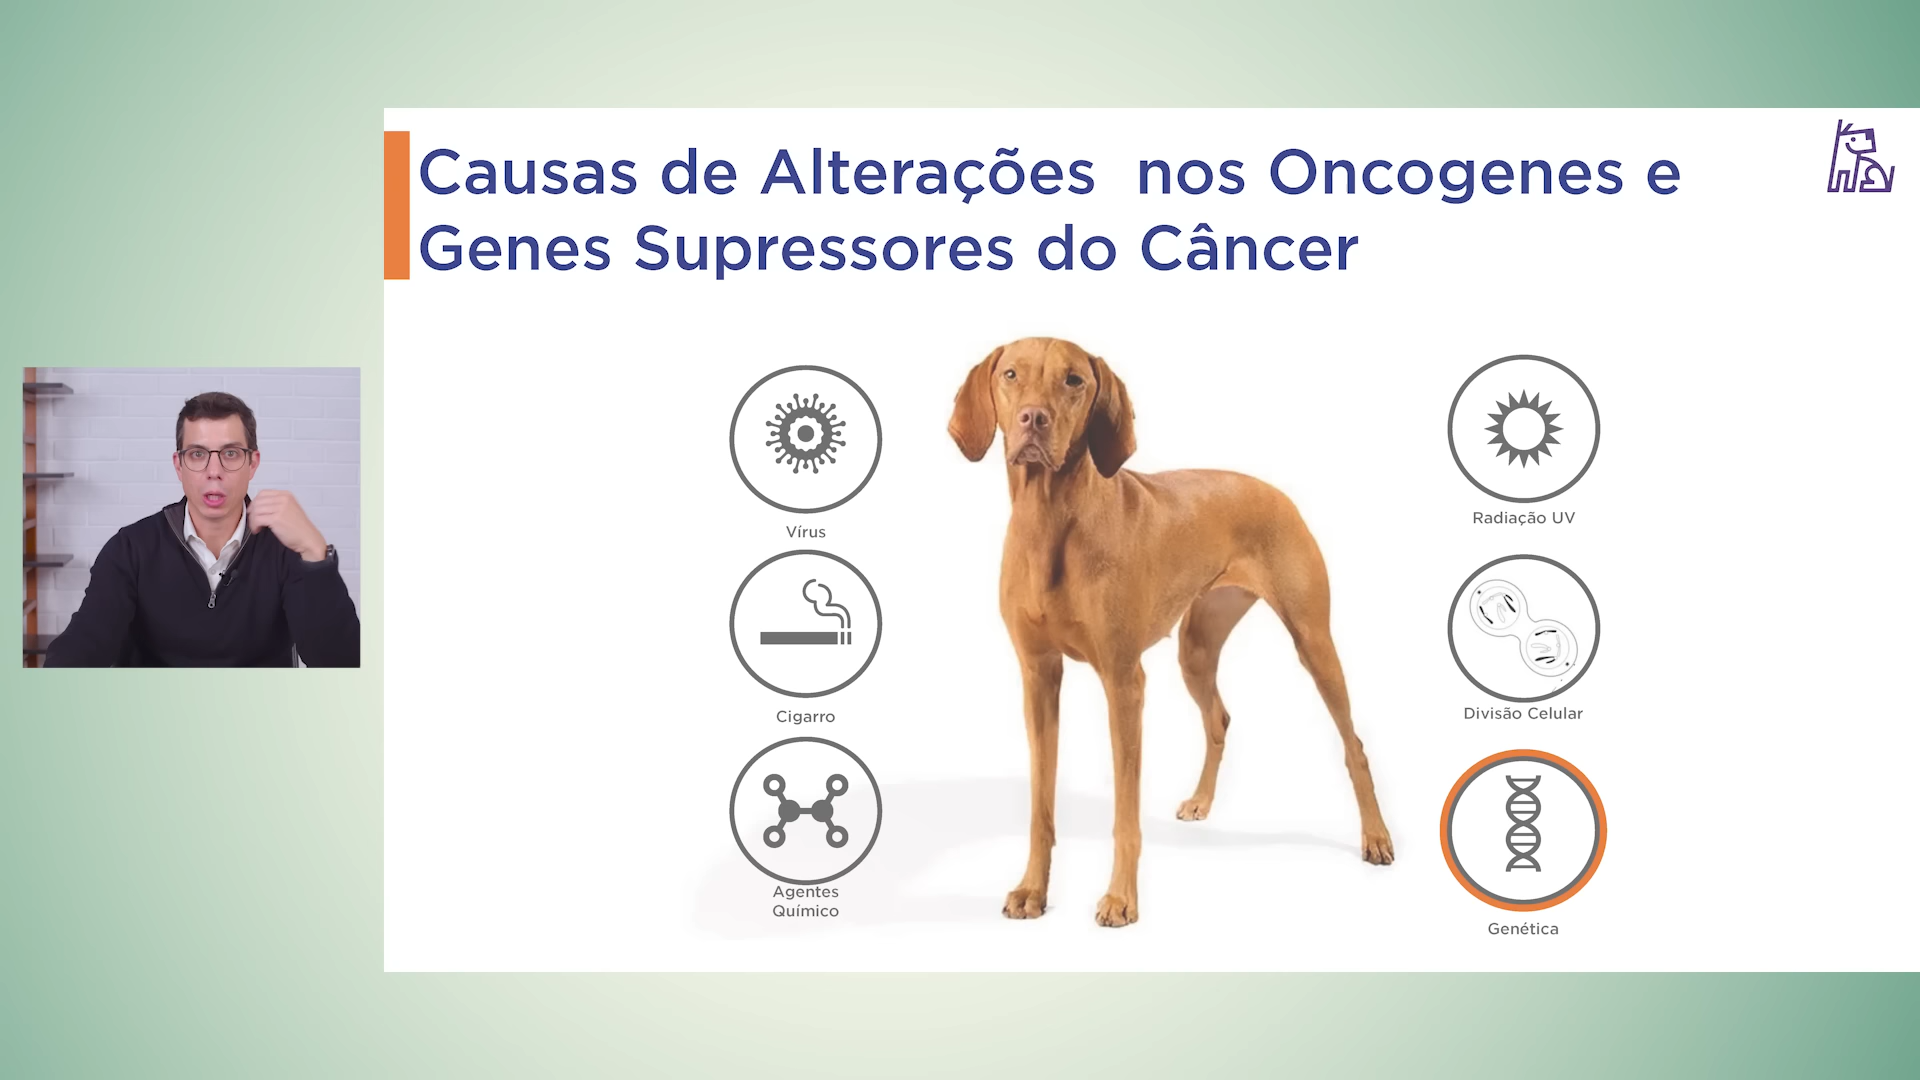 Causas de Alterações nos Oncogenes e
Genes Supressores do Câncer
Vírus
Cigarro
Agentes
Químico
Radiação UV
Divisão Celular
Genética